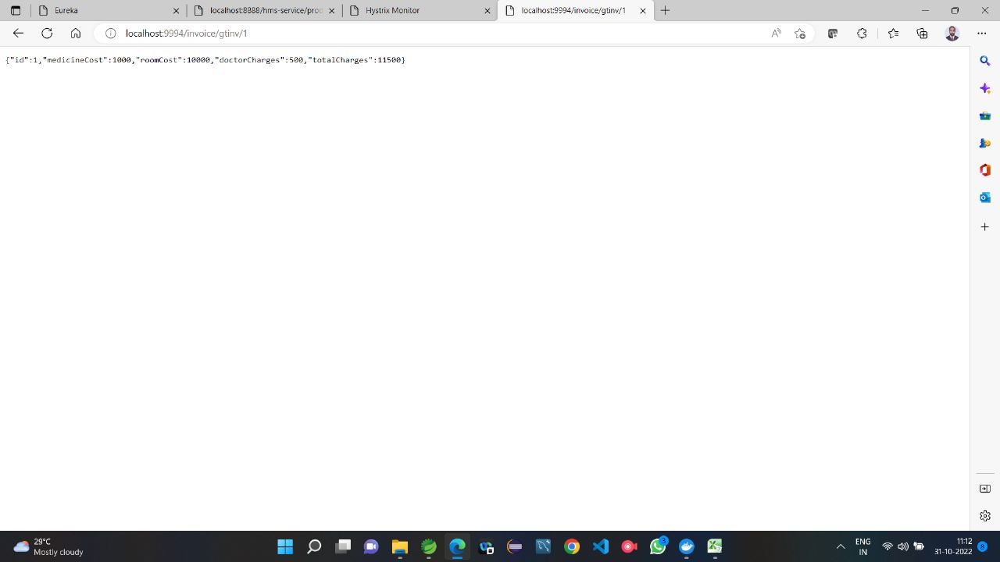 Eureka
localhost:8888/hms-service/prod
Hystrix Monitor
localhost:9994/invoice/gtinv/1
localhost:9994/invoice/gtinv/1
{"id":1,"medicineCost":1000,"roomCost":10000,"doctorCharges":500,"totalCharges":11500}
29°C
Mostly cloudy
3
ENG
IN
11:12
31-10-2022
8